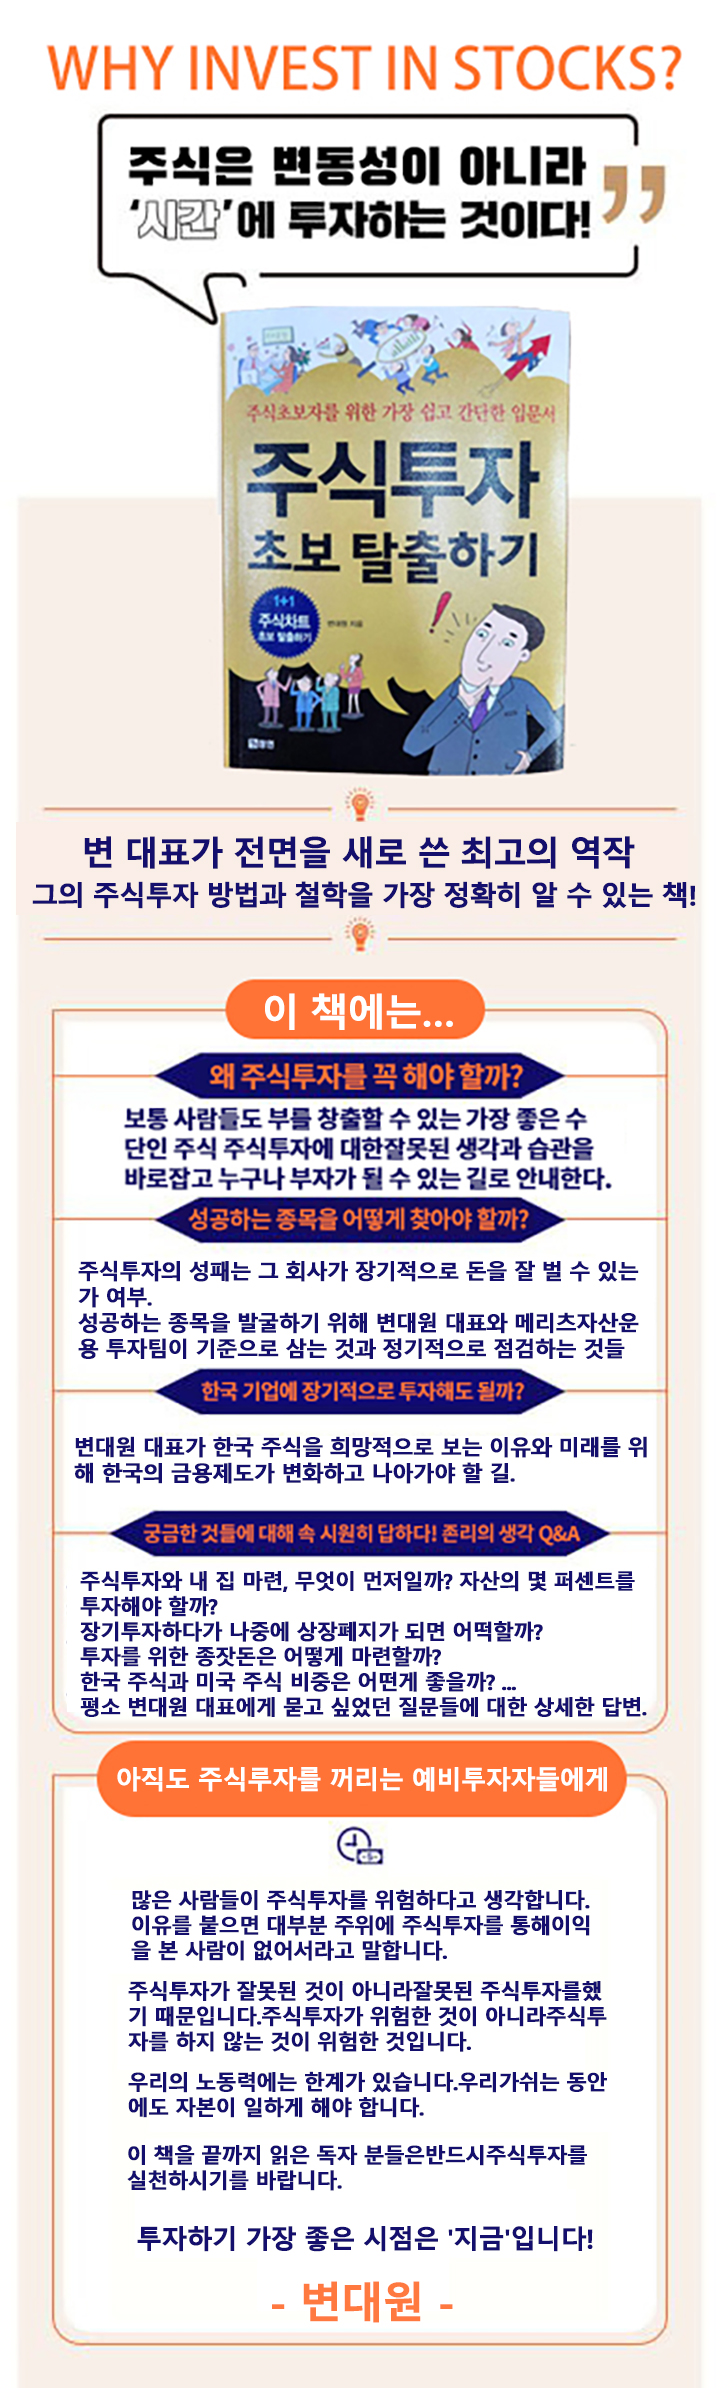 WHY INVEST IN STOCKS?
주식은 변동성이 아니라
‘시간’에 투자하는 것이다!
주식초보자를 위한 가장 쉽고 간단한 입문서
주식투자
초보 탈출하기
1+1
주식차트
초보 탈출하기
변대원 지음
변 대표가 전면을 새로 쓴 최고의 역작
그의 주식투자 방법과 철학을 가장 정확히 알 수 있는 책!
이 책에는...
왜 주식투자를 꼭 해야 할까?
보통 사람들도 부를 창출할 수 있는 가장 좋은 수
단인 주식 주식투자에 대한잘못된 생각과 습관을
바로잡고 누구나 부자가 될 수 있는 길로 안내한다.
성공하는 종목을 어떻게 찾아야 할까?
주식투자의 성패는 그 회사가 장기적으로 돈을 잘 벌 수 있는
가 여부.
성공하는 종목을 발굴하기 위해 변대원 대표와 메리츠자산운
용 투자팀이 기준으로 삼는 것과 정기적으로 점검하는 것들
한국 기업에 장기적으로 투자해도 될까?
변대원 대표가 한국 주식을 희망적으로 보는 이유와 미래를 위
해 한국의 금융제도가 변화하고 나아가야 할 길.
궁금한 것들에 대해 속 시원히 답하다! 존리의 생각 Q&A
주식투자와 내 집 마련, 무엇이 먼저일까? 자산의 몇 퍼센트를
투자해야 할까?
장기투자하다가 나중에 상장폐지가 되면 어떡할까?
투자를 위한 종잣돈은 어떻게 마련할까?
한국 주식과 미국 주식 비중은 어떤게 좋을까? ...
평소 변대원 대표에게 묻고 싶었던 질문들에 대한 상세한 답변.
아직도 주식루자를 꺼리는 예비투자자들에게
많은 사람들이 주식투자를 위험하다고 생각합니다.
이유를 붙으면 대부분 주위에 주식투자를 통해이익
을 본 사람이 없어서라고 말합니다.
주식투자가 잘못된 것이 아니라잘못된 주식투자를했
기 때문입니다.주식투자가 위험한 것이 아니라주식투
자를 하지 않는 것이 위험한 것입니다.
우리의 노동력에는 한계가 있습니다.우리가쉬는 동안
에도 자본이 일하게 해야 합니다.
이 책을 끝까지 읽은 독자 분들은반드시주식투자를
실천하시기를 바랍니다.
투자하기 가장 좋은 시점은 '지금'입니다!
- 변대원 -